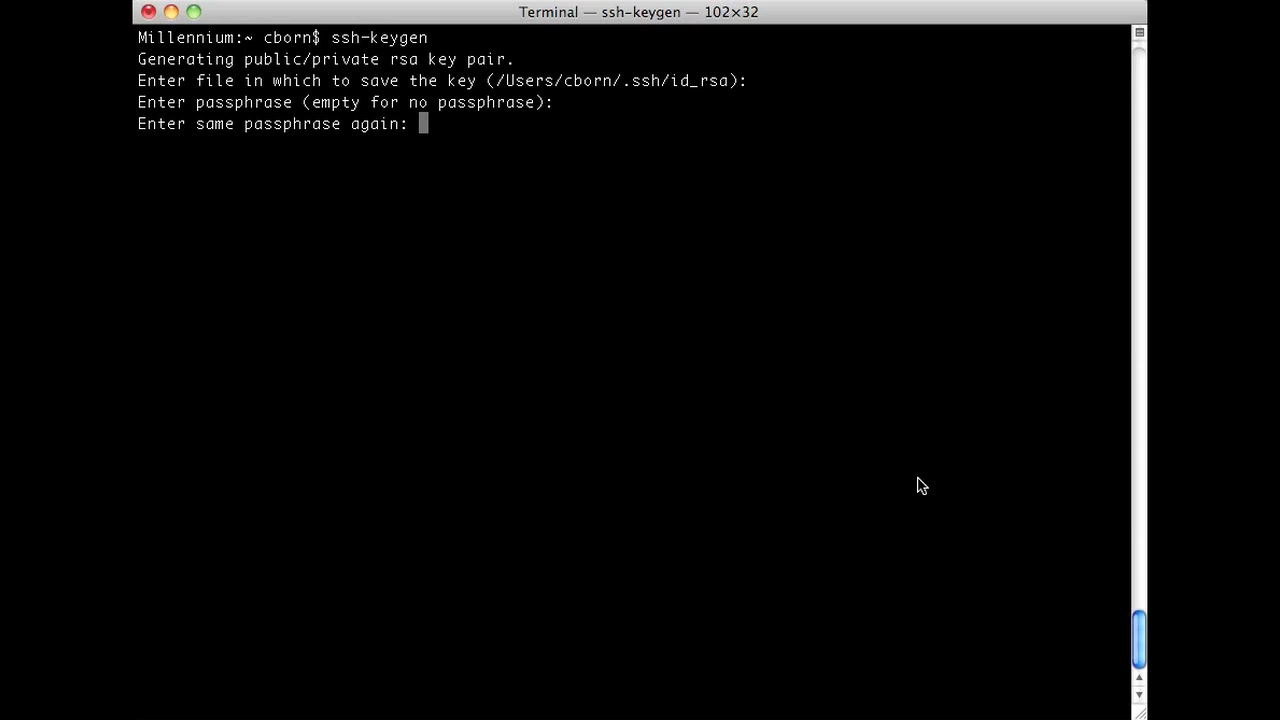 Terminal — ssh-keygen — 102×32
Millennium:~ cborn$ ssh-keygen
Generating public/private rsa key pair.
Enter file in which to save the key (/Users/cborn/.ssh/id_rsa):
Enter passphrase (empty for no passphrase):
Enter same passphrase again: